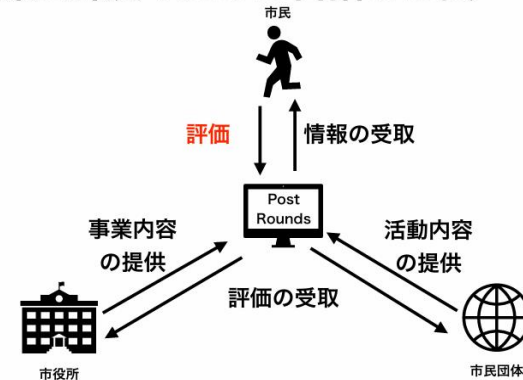 市民
評価
情報の受取
Post
Rounds
事業内容
の提供
活動内容
の提供
評価の受取
市役所
市民団体